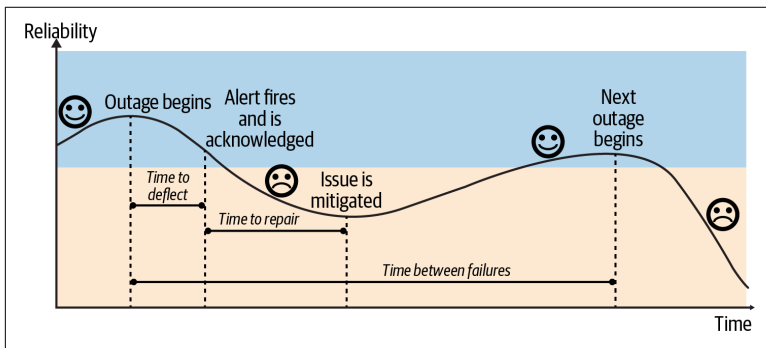 Reliability
Outage begins
Alert fires
and is
acknowledged
Next
outage
begins
Time to
deflect
Issue is
mitigated
Time to repair
Time between failures
Time